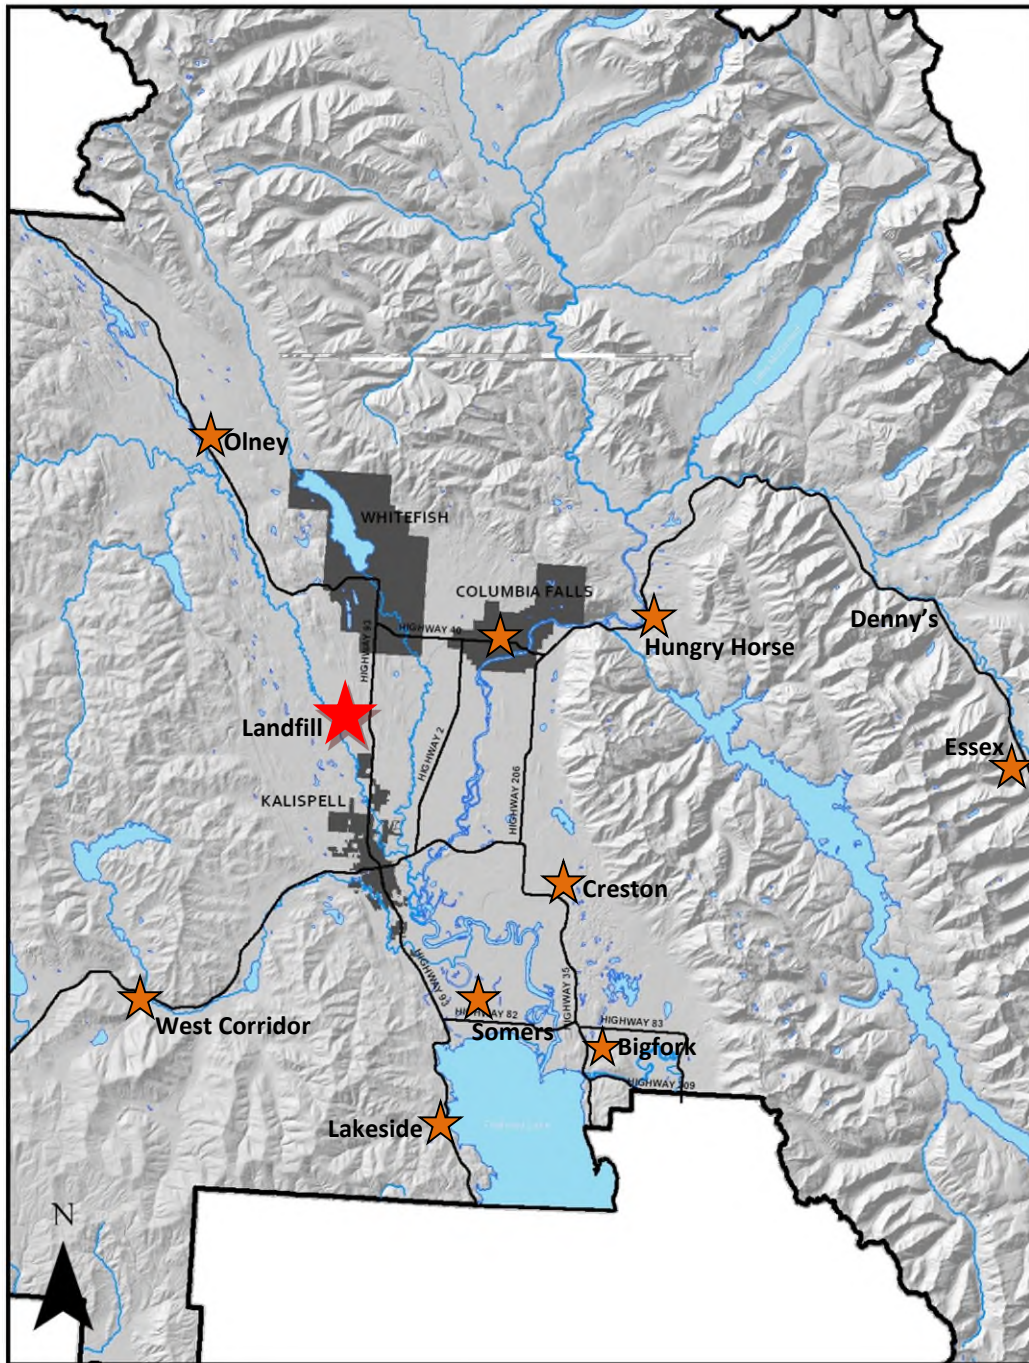 Olney
WHITEFISH
COLUMBIA FALLS
HIGHWAY 40
HIGHWAY 93
Hungry Horse
Denny's
Landfill
HIGHWAY 2
HIGHWAY 206
Essex
KALISPELL
Creston
HIGHWAY 93
HIGHWAY 35
West Corridor
HIGHWAY 82
Somers
HIGHWAY 83
Bigfork
HIGHWAY 209
Lakeside
N